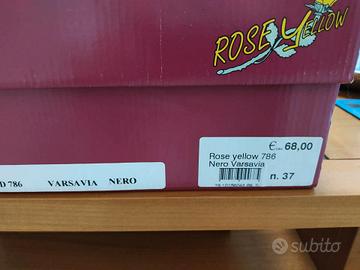 ROSE YELLOW
€ 68,00
Rose yellow 786
Nero Varsavia
n. 37
D 786 VARSAVIA NERO
subito